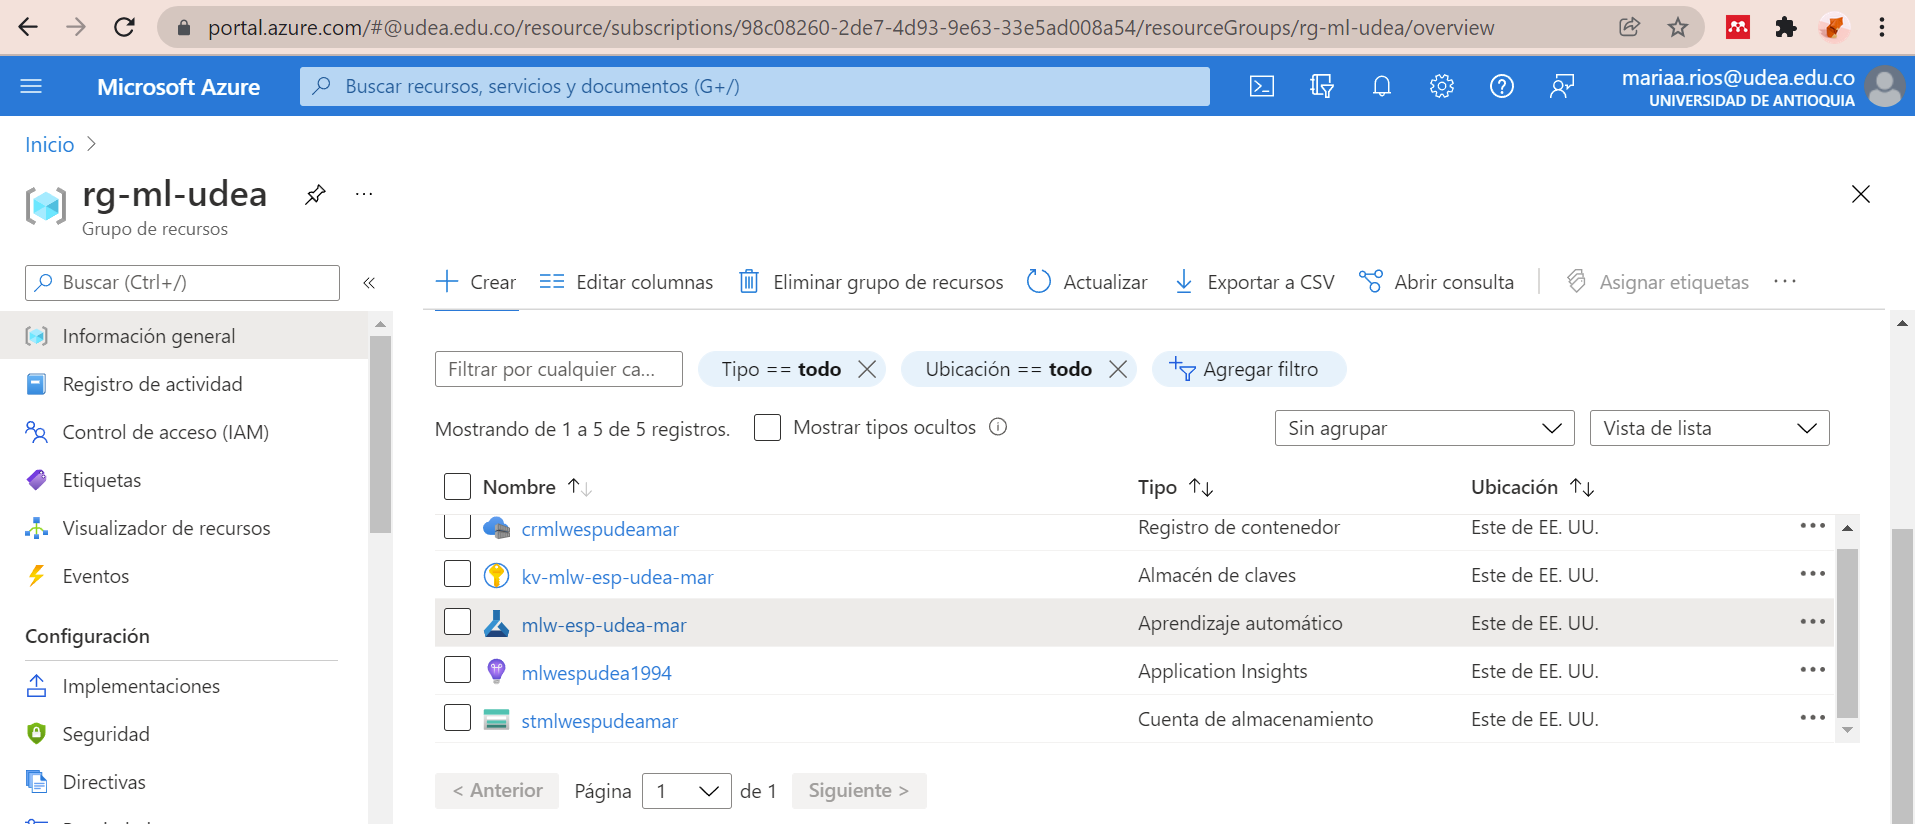 portal.azure.com/#@udea.edu.co/resource/subscriptions/98c08260-2de7-4d93-9e63-33e5ad008a54/resourceGroups/rg-ml-udea/overview
Microsoft Azure
Buscar recursos, servicios y documentos (G+/)
mariaa.rios@udea.edu.co
UNIVERSIDAD DE ANTIOQUIA
Inicio >
rg-ml-udea
Grupo de recursos
Buscar (Ctrl+/)
«
Información general
Registro de actividad
Control de acceso (IAM)
Etiquetas
Visualizador de recursos
Eventos
Configuración
Implementaciones
Seguridad
Directivas
Crear Editar columnas Eliminar grupo de recursos Actualizar Exportar a CSV Abrir consulta Asignar etiquetas
Filtrar por cualquier ca... Tipo == todo Ubicación == todo Agregar filtro
Mostrando de 1 a 5 de 5 registros. Mostrar tipos ocultos Sin agrupar Vista de lista
Nombre Tipo Ubicación
crmlwespudeamar Registro de contenedor Este de EE. UU.
kv-mlw-esp-udea-mar Almacén de claves Este de EE. UU.
mlw-esp-udea-mar Aprendizaje automático Este de EE. UU.
mlwespudea1994 Application Insights Este de EE. UU.
stmlwespudeamar Cuenta de almacenamiento Este de EE. UU.
< Anterior Página 1 de 1 Siguiente >